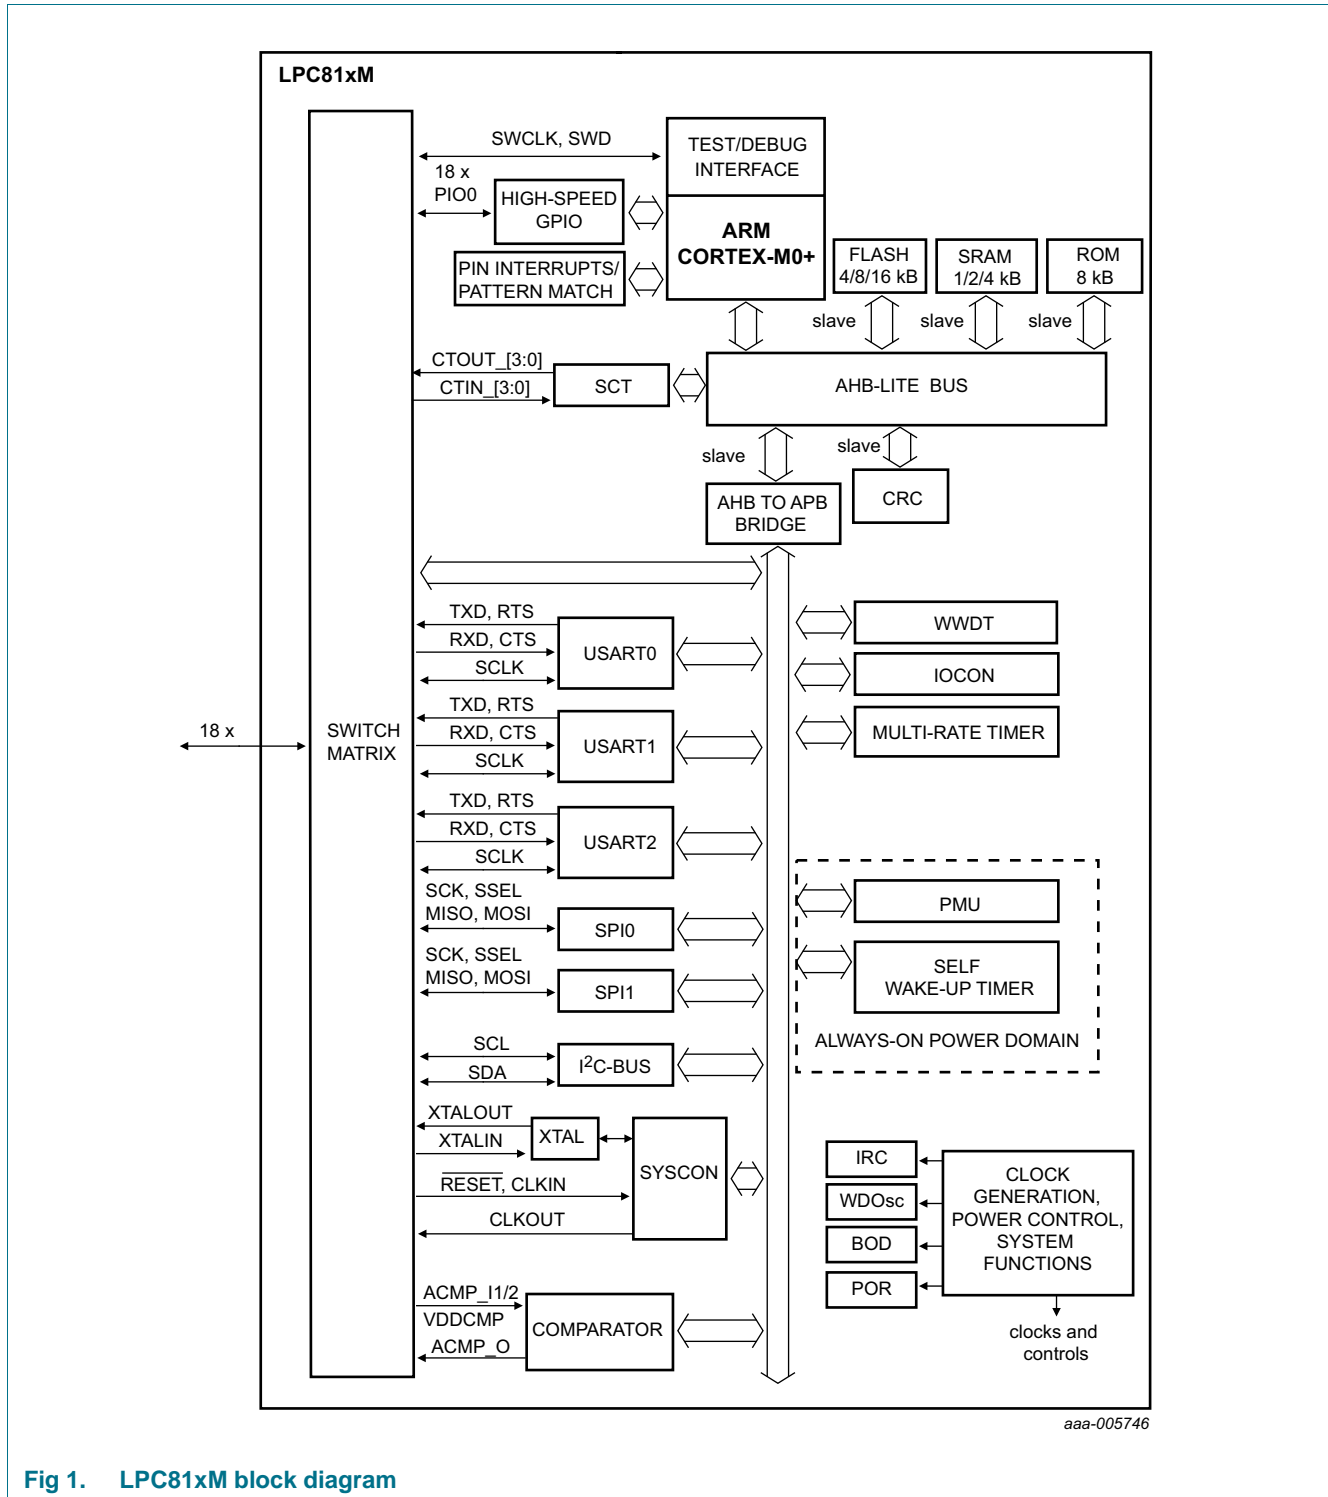 LPC81xM
SWCLK, SWD
TEST/DEBUG
INTERFACE
18 x
PIO0
HIGH-SPEED
GPIO
ARM
CORTEX-M0+
PIN INTERRUPTS/
PATTERN MATCH
FLASH
4/8/16 kB
SRAM
1/2/4 kB
ROM
8 kB
slave
slave
slave
CTOUT_[3:0]
CTIN_[3:0]
SCT
AHB-LITE BUS
slave
slave
AHB TO APB
BRIDGE
CRC
TXD, RTS
RXD, CTS
SCLK
USART0
WWDT
IOCON
18 x
SWITCH
MATRIX
TXD, RTS
RXD, CTS
SCLK
USART1
MULTI-RATE TIMER
TXD, RTS
RXD, CTS
SCLK
USART2
SCK, SSEL
MISO, MOSI
SPI0
PMU
SCK, SSEL
MISO, MOSI
SPI1
SELF
WAKE-UP TIMER
ALWAYS-ON POWER DOMAIN
SCL
SDA
I2C-BUS
XTALOUT
XTALIN
XTAL
SYSCON
RESET, CLKIN
CLKOUT
IRC
WDOsc
BOD
POR
CLOCK
GENERATION,
POWER CONTROL,
SYSTEM
FUNCTIONS
clocks and
controls
ACMP_I1/2
VDDCMP
ACMP_O
COMPARATOR
aaa-005746
Fig 1. LPC81xM block diagram